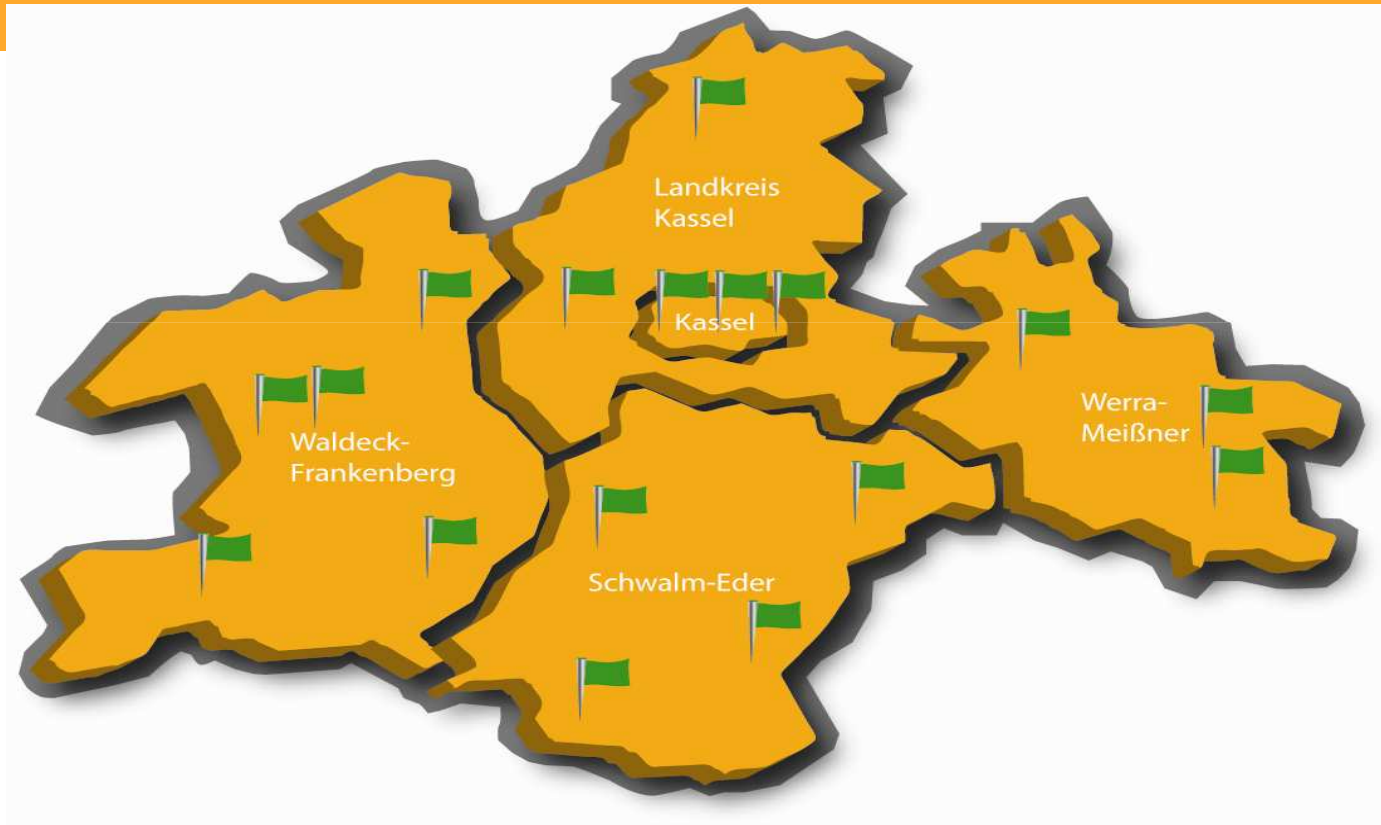 Landkreis
Kassel
Kassel
Waldeck-
Frankenberg
Werra-
Meißner
Schwalm-Eder